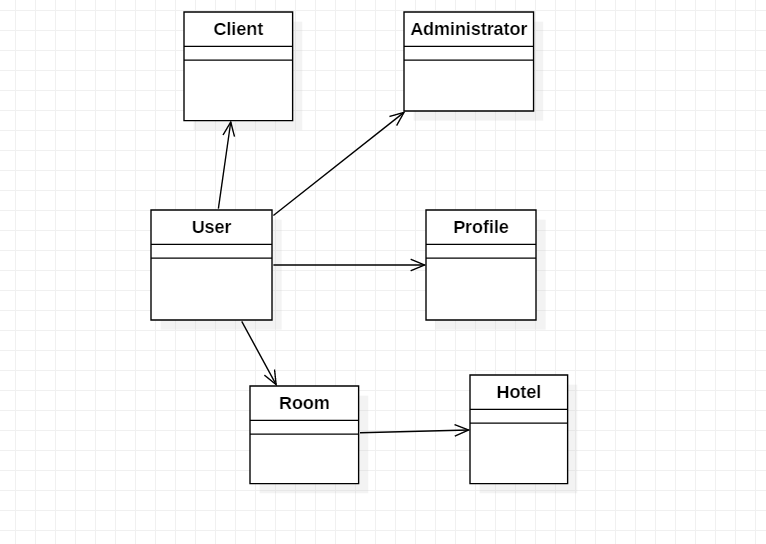 Client
Administrator
User
Profile
Room
Hotel